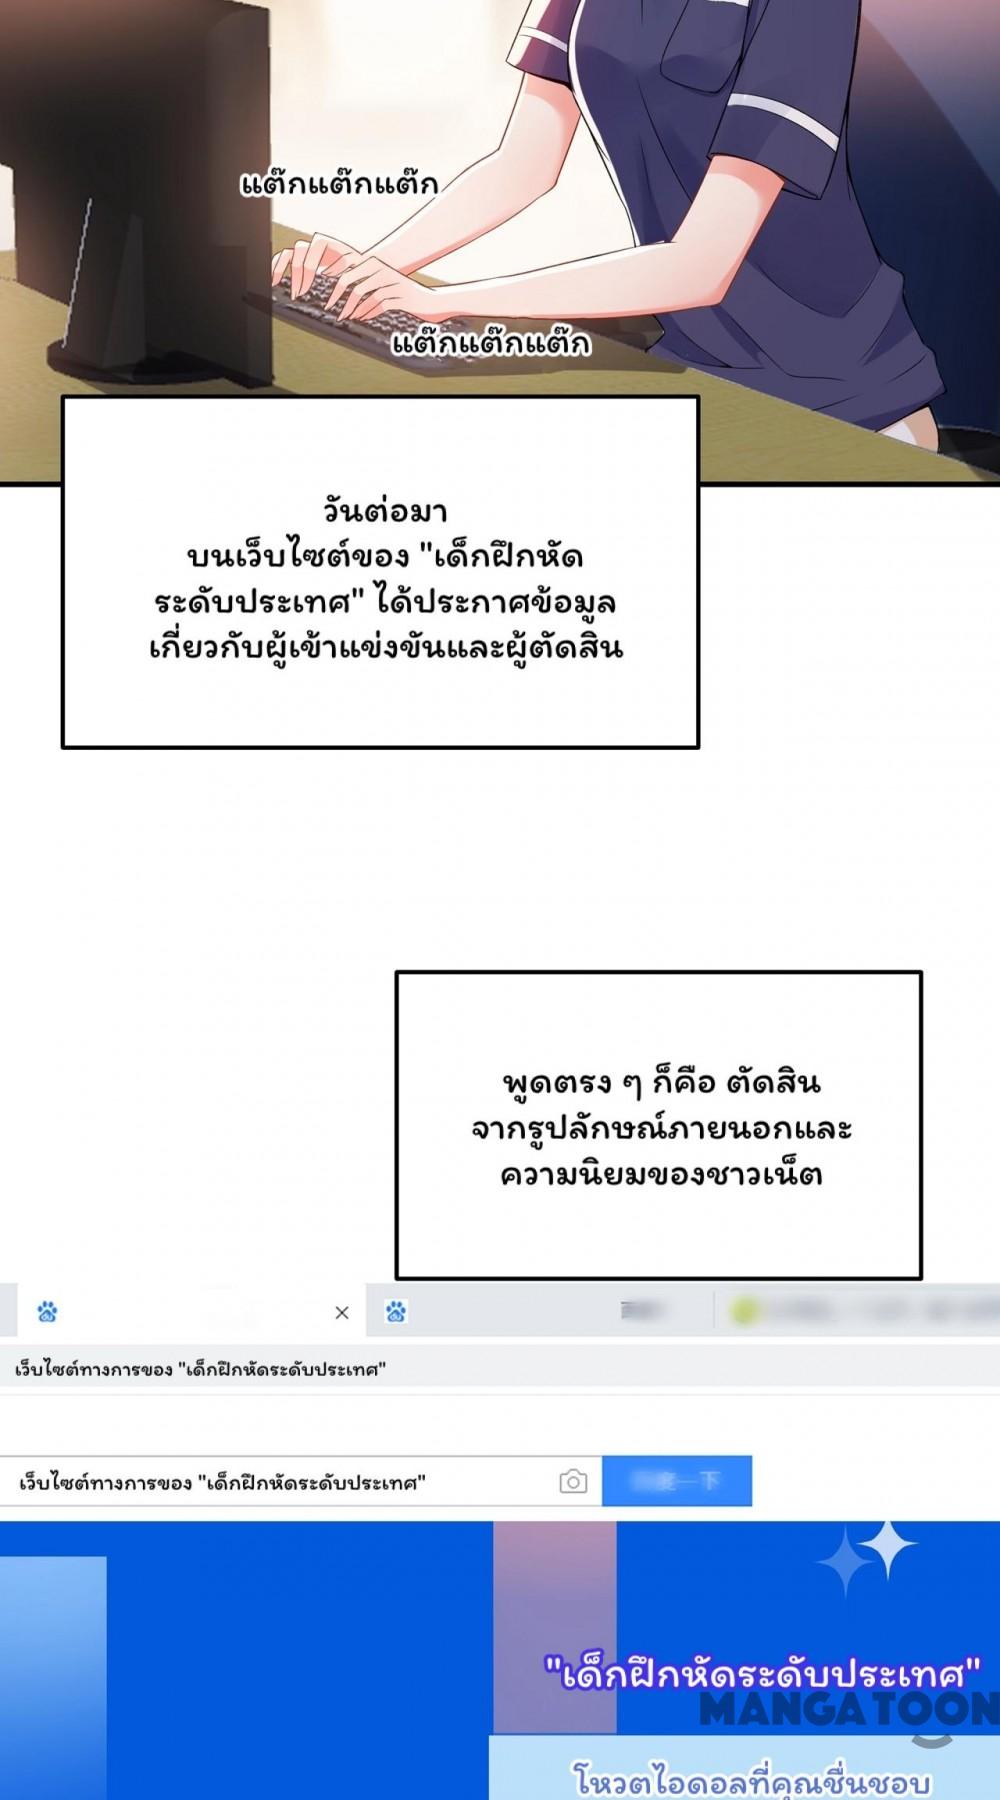 แต๊กแต๊กแต๊ก
แต๊กแต๊กแต๊ก
วันต่อมา
บนเว็บไซต์ของ "เด็กฝึกหัด
ระดับประเทศ" ได้ประกาศข้อมูล
เกี่ยวกับผู้เข้าแข่งขันและผู้ตัดสิน
พูดตรง ๆ ก็คือ ตัดสิน
จากรูปลักษณ์ภายนอกและ
ความนิยมของชาวเน็ต
เว็บไซต์ทางการของ "เด็กฝึกหัดระดับประเทศ"
เว็บไซต์ทางการของ "เด็กฝึกหัดระดับประเทศ"
"เด็กฝึกหัดระดับประเทศ"
MANGATOON
โหวตไอดอลที่คุณชื่นชอบ